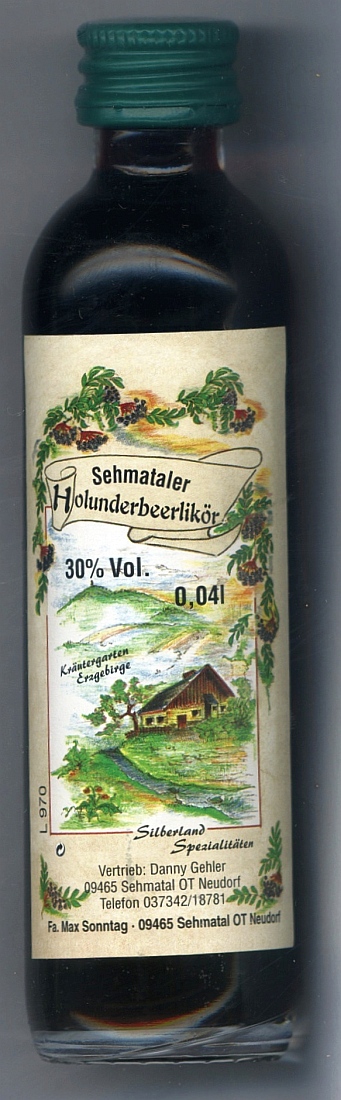 Sehmataler
Holunderbeerlikör
30% Vol.
0,04l
Kräutergarten
Erzgebirge
L 970
Silberland
Spezialitäten
Vertrieb: Danny Gehler
09465 Sehmatal OT Neudorf
Telefon 037342/18781
Fa. Max Sonntag · 09465 Sehmatal OT Neudorf